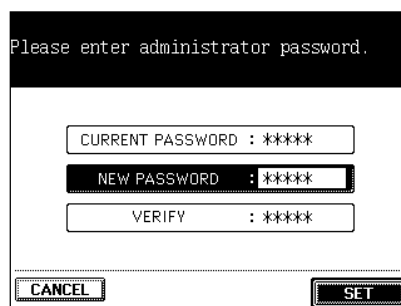 Please enter administrator password.
CURRENT PASSWORD : *****
NEW PASSWORD : *****
VERIFY : *****
CANCEL
SET